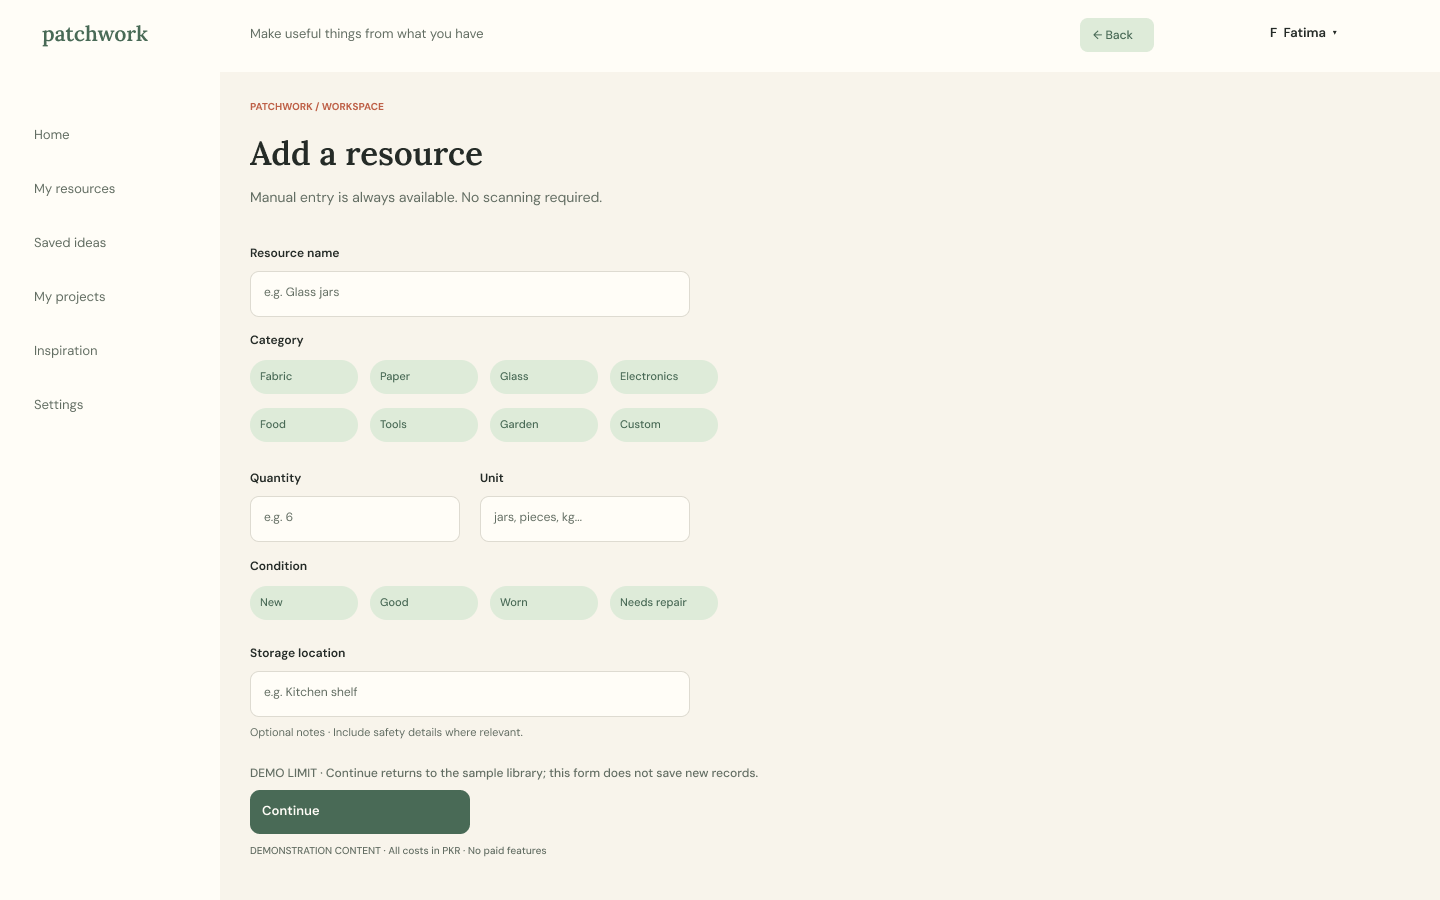 patchwork
Make useful things from what you have
← Back
F Fatima ▾
Home
My resources
Saved ideas
My projects
Inspiration
Settings
PATCHWORK / WORKSPACE
Add a resource
Manual entry is always available. No scanning required.
Resource name
e.g. Glass jars
Category
Fabric Paper Glass Electronics
Food Tools Garden Custom
Quantity Unit
e.g. 6 jars, pieces, kg...
Condition
New Good Worn Needs repair
Storage location
e.g. Kitchen shelf
Optional notes · Include safety details where relevant.
DEMO LIMIT · Continue returns to the sample library; this form does not save new records.
Continue
DEMONSTRATION CONTENT · All costs in PKR · No paid features